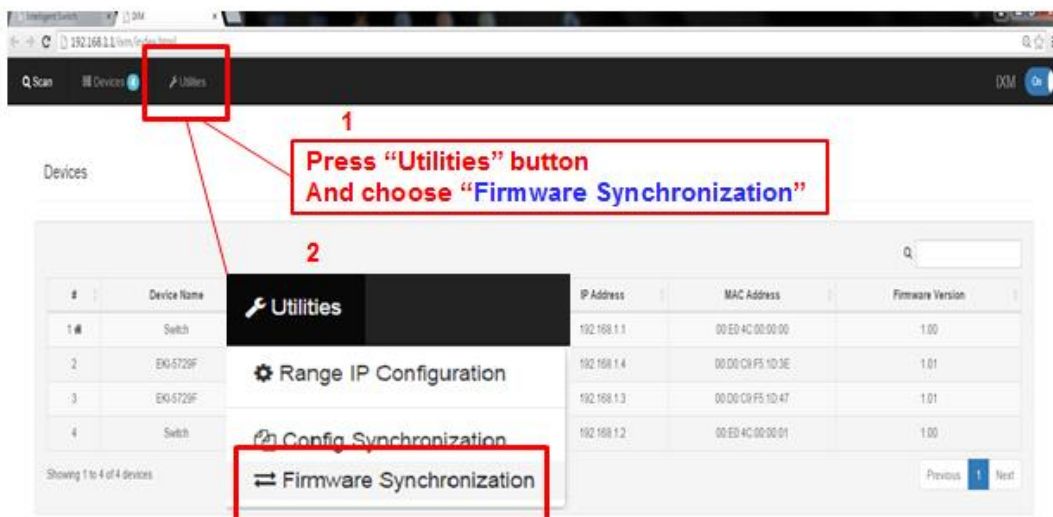 Intelligent Switch
IXM
192.168.1.1/ixm/index.html
Scan
Devices 4
Utilities
IXM
On
1
Press “Utilities” button
And choose “Firmware Synchronization”
Devices
2
# Device Name IP Address MAC Address Firmware Version
1 Switch 192.168.1.1 00:E0:4C:00:00:00 1.00
2 EKI-5729F 192.168.1.4 00:D0:C9:F5:1D:3E 1.01
3 EKI-5729F 192.168.1.3 00:D0:C9:F5:1D:47 1.01
4 Switch 192.168.1.2 00:E0:4C:00:00:01 1.00
Utilities
Range IP Configuration
Config Synchronization
Firmware Synchronization
Showing 1 to 4 of 4 devices
Previous 1 Next